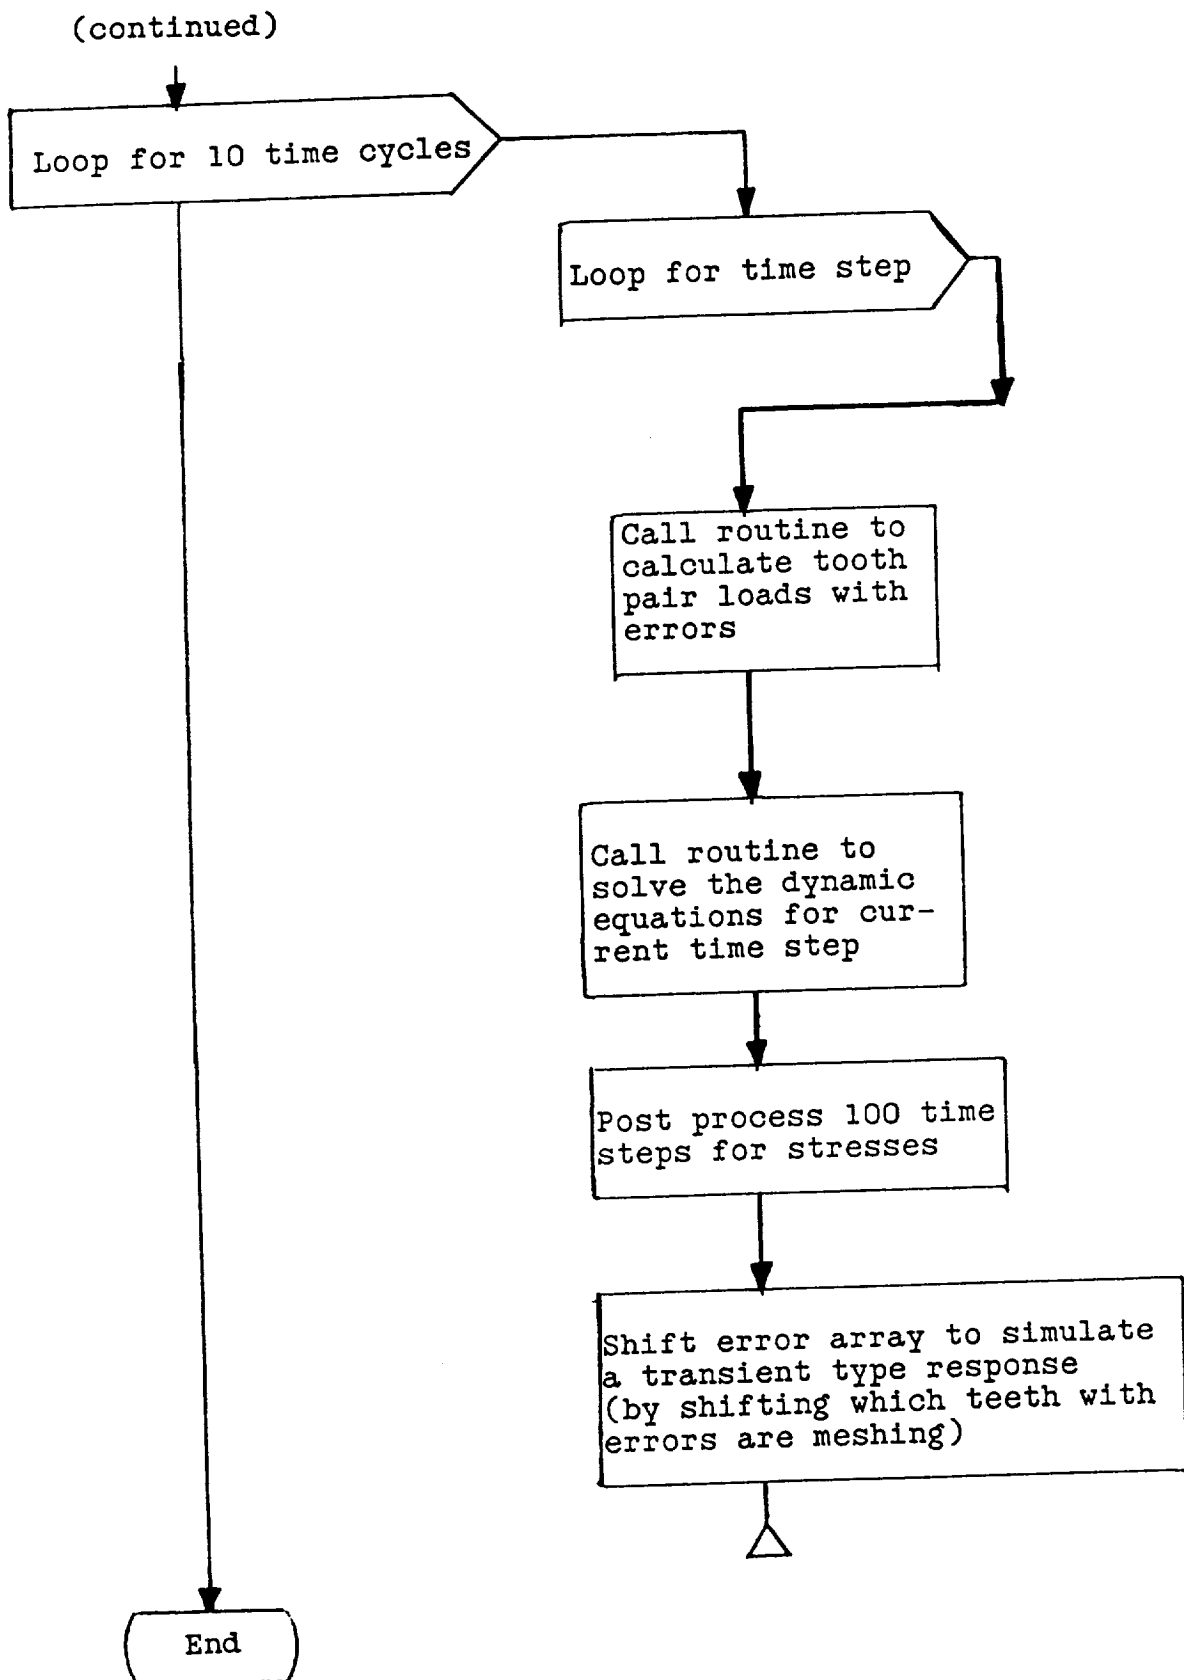 (continued)
Loop for 10 time cycles
Loop for time step
Call routine to
calculate tooth
pair loads with
errors
Call routine to
solve the dynamic
equations for cur-
rent time step
Post process 100 time
steps for stresses
Shift error array to simulate
a transient type response
(by shifting which teeth with
errors are meshing)
End